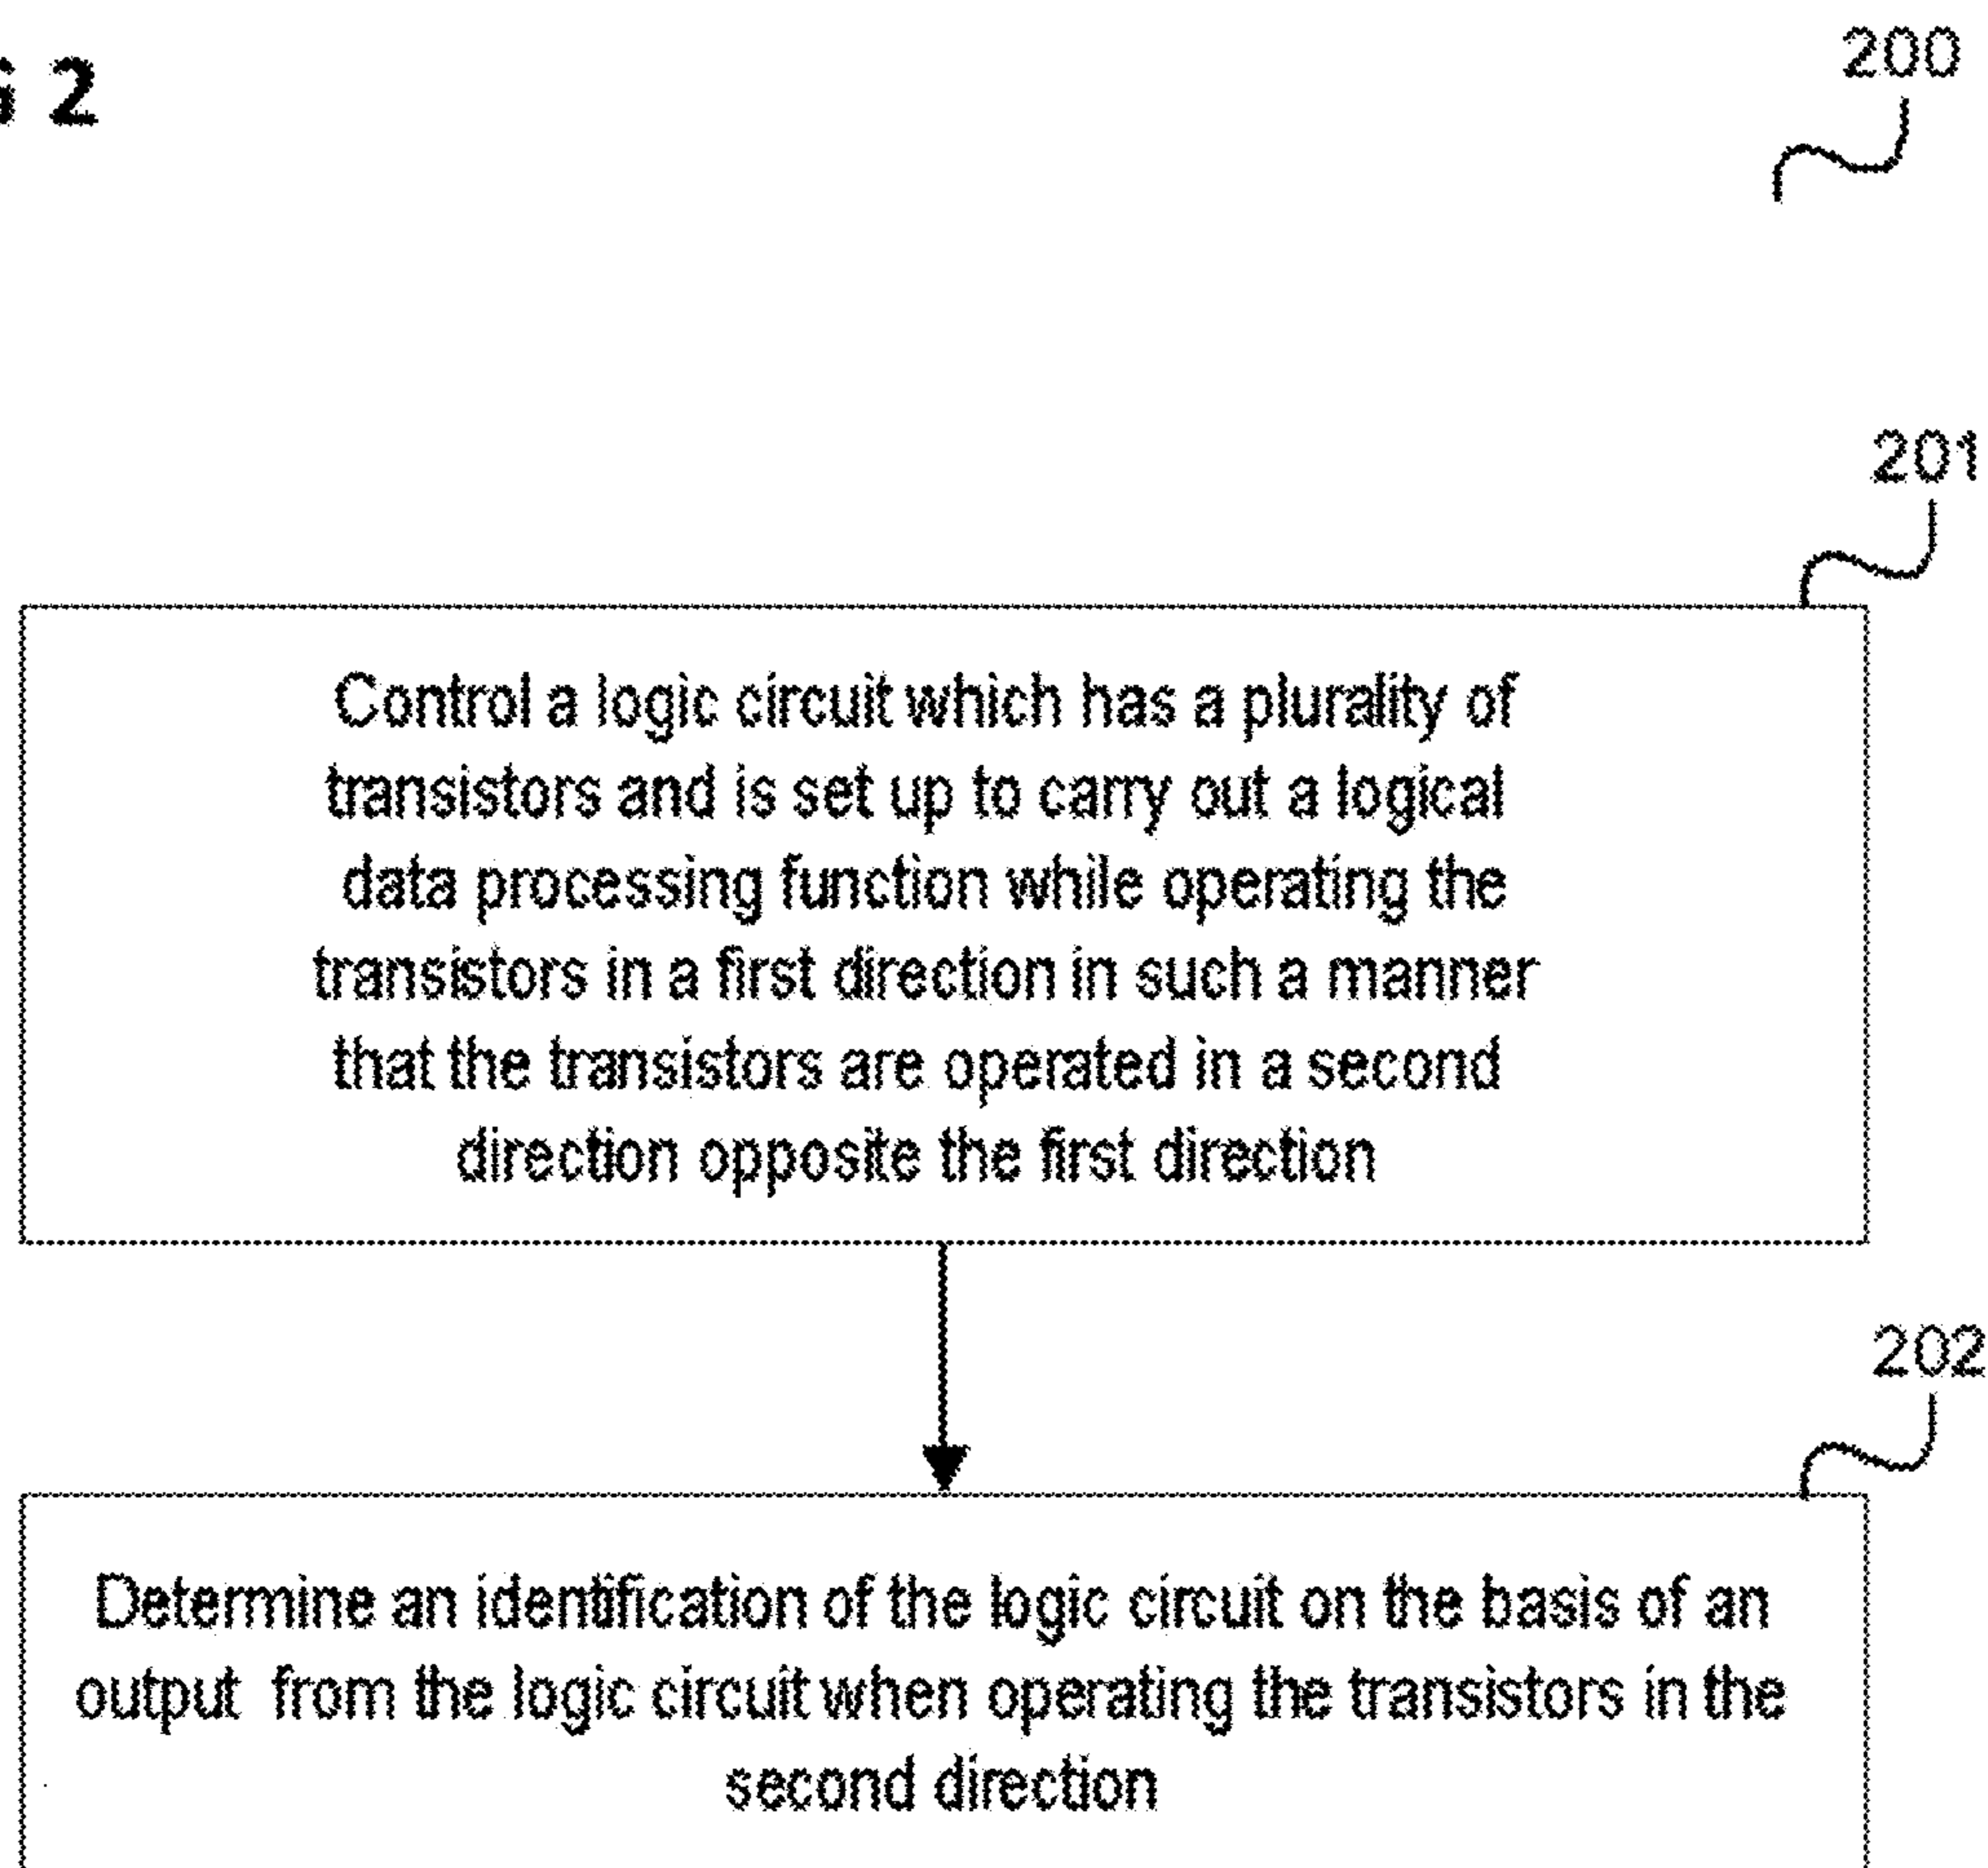 2
200
201
Control a logic circuit which has a plurality of
transistors and is set up to carry out a logical
data processing function while operating the
transistors in a first direction in such a manner
that the transistors are operated in a second
direction opposite the first direction
202
Determine an identification of the logic circuit on the basis of an
output from the logic circuit when operating the transistors in the
second direction